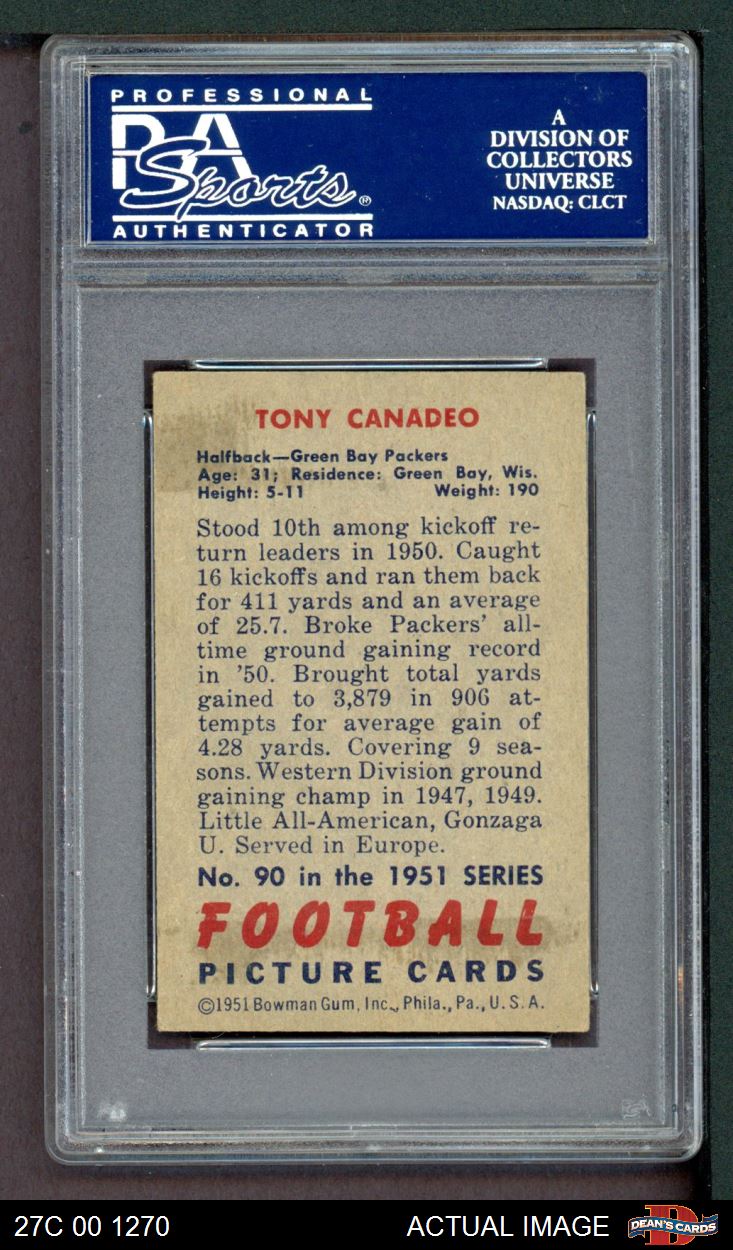 PROFESSIONAL
PSA
Sports®
AUTHENTICATOR
A
DIVISION OF
COLLECTORS
UNIVERSE
NASDAQ: CLCT
TONY CANADEO
Halfback—Green Bay Packers
Age: 31; Residence: Green Bay, Wis.
Height: 5-11 Weight: 190
Stood 10th among kickoff re-
turn leaders in 1950. Caught
16 kickoffs and ran them back
for 411 yards and an average
of 25.7. Broke Packers' all-
time ground gaining record
in '50. Brought total yards
gained to 3,879 in 906 at-
tempts for average gain of
4.28 yards. Covering 9 sea-
sons. Western Division ground
gaining champ in 1947, 1949.
Little All-American, Gonzaga
U. Served in Europe.
No. 90 in the 1951 SERIES
FOOTBALL
PICTURE CARDS
©1951 Bowman Gum, Inc., Phila., Pa., U.S.A.
27C 00 1270
ACTUAL IMAGE
DEAN'S CARDS